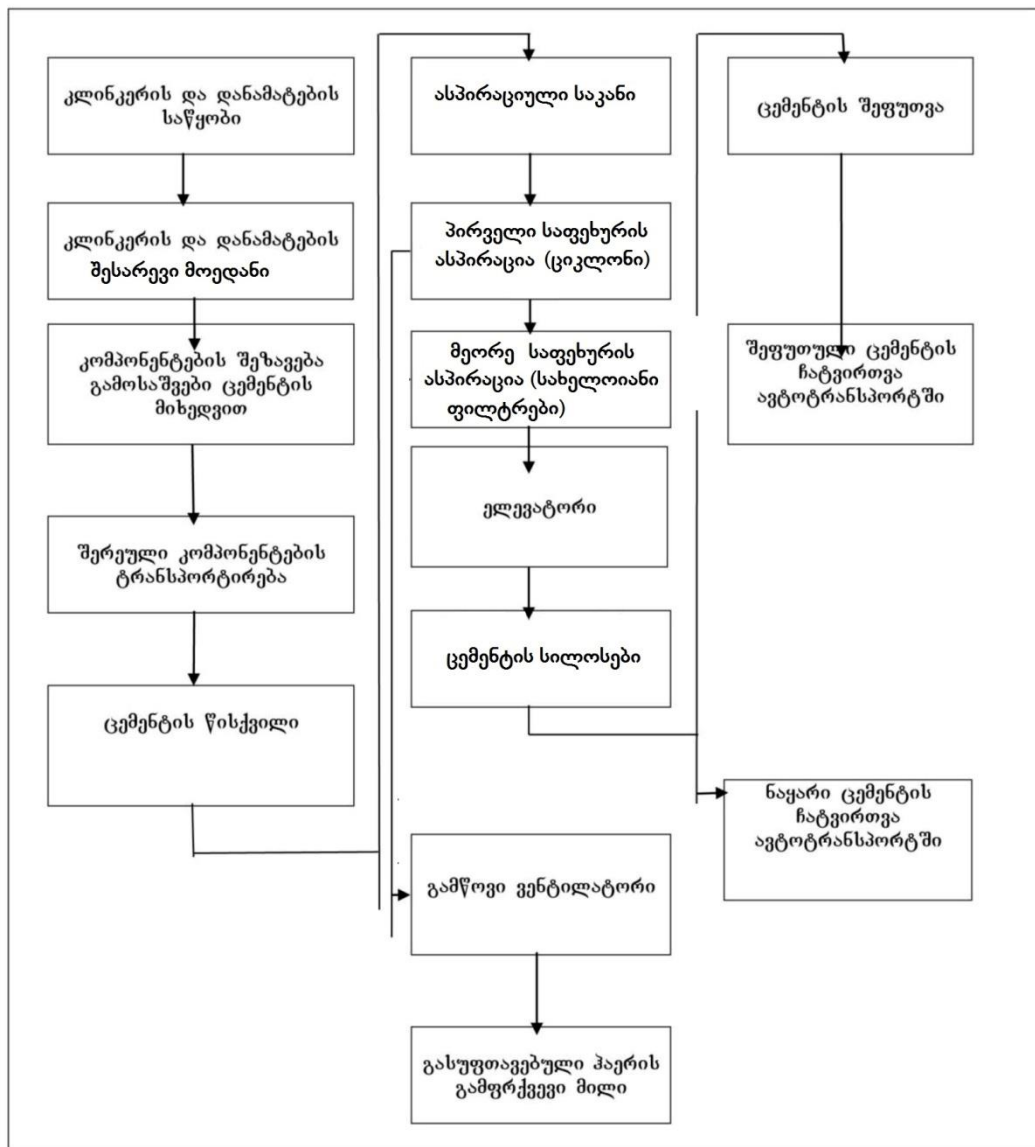 კლინკერის და დანამატების
საწყობი
კლინკერის და დანამატების
შესარევი მოედანი
კომპონენტების შეზავება
გამოსაშვები ცემენტის
მიხედვით
შერეული კომპონენტების
ტრანსპორტირება
ცემენტის წისქვილი
ასპირაციული საკანი
პირველი საფეხურის
ასპირაცია (ციკლონი)
მეორე საფეხურის
ასპირაცია (სახელოიანი
ფილტრები)
ელევატორი
ცემენტის სილოსები
გამწოვი ვენტილატორი
გასუფთავებული ჰაერის
გამფრქვევი მილი
ცემენტის შეფუთვა
შეფუთული ცემენტის
ჩატვირთვა
ავტოტრანსპორტში
ნაყარი ცემენტის
ჩატვირთვა
ავტოტრანსპორტში